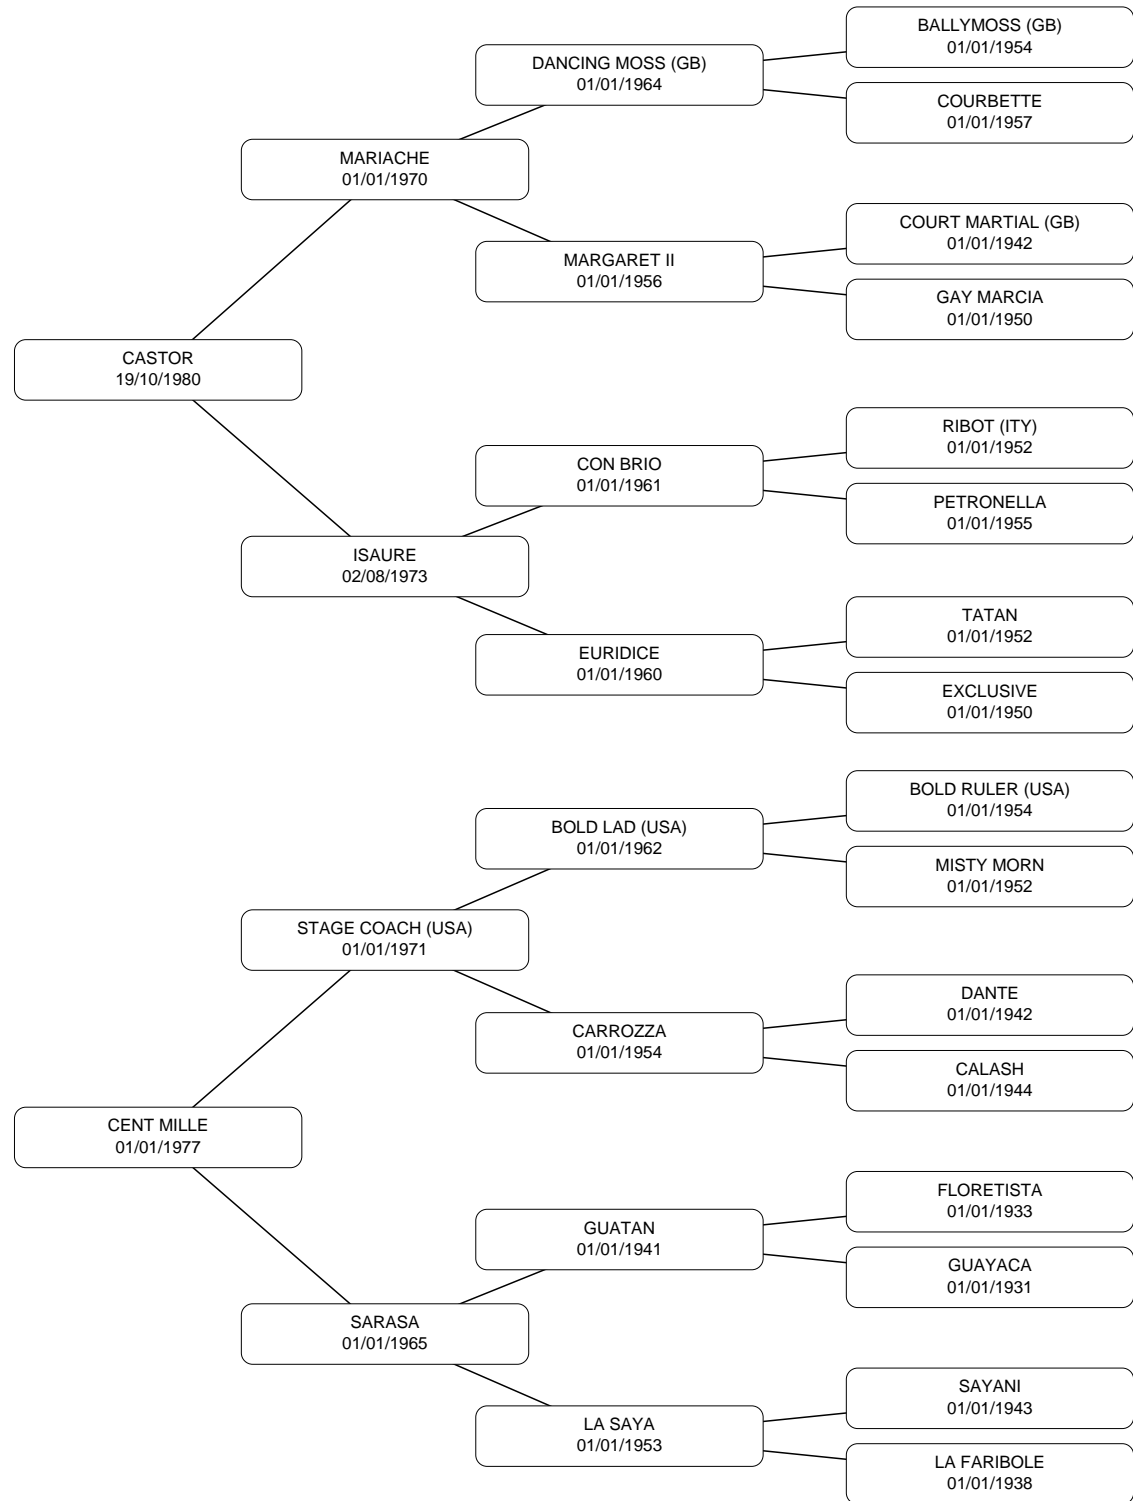 BALLYMOSS (GB)
01/01/1954
DANCING MOSS (GB)
01/01/1964
COURBETTE
01/01/1957
MARIACHE
01/01/1970
COURT MARTIAL (GB)
01/01/1942
MARGARET II
01/01/1956
GAY MARCIA
01/01/1950
CASTOR
19/10/1980
RIBOT (ITY)
01/01/1952
CON BRIO
01/01/1961
PETRONELLA
01/01/1955
ISAURE
02/08/1973
TATAN
01/01/1952
EURIDICE
01/01/1960
EXCLUSIVE
01/01/1950
BOLD RULER (USA)
01/01/1954
BOLD LAD (USA)
01/01/1962
MISTY MORN
01/01/1952
STAGE COACH (USA)
01/01/1971
DANTE
01/01/1942
CARROZZA
01/01/1954
CALASH
01/01/1944
CENT MILLE
01/01/1977
FLORETISTA
01/01/1933
GUATAN
01/01/1941
GUAYACA
01/01/1931
SARASA
01/01/1965
SAYANI
01/01/1943
LA SAYA
01/01/1953
LA FARIBOLE
01/01/1938